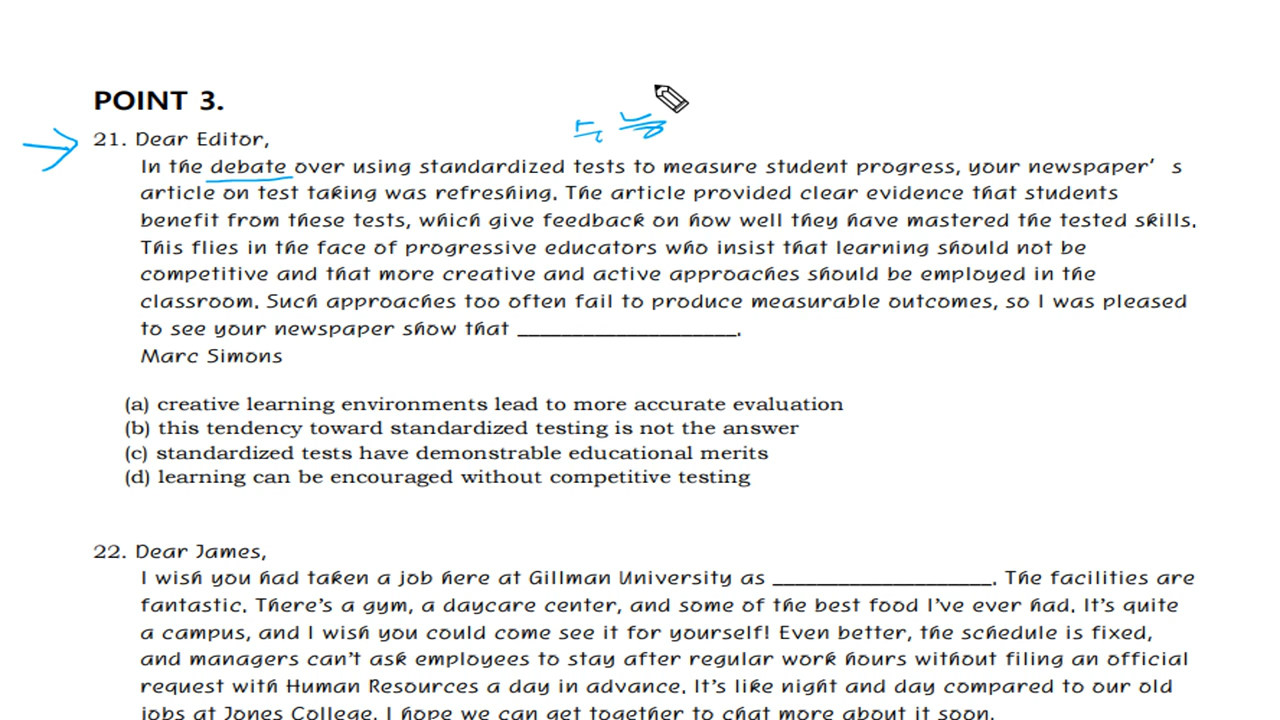 POINT 3.
21. Dear Editor,
In the debate over using standardized tests to measure student progress, your newspaper’ s
article on test taking was refreshing. The article provided clear evidence that students
benefit from these tests, which give feedback on how well they have mastered the tested skills.
This flies in the face of progressive educators who insist that learning should not be
competitive and that more creative and active approaches should be employed in the
classroom. Such approaches too often fail to produce measurable outcomes, so I was pleased
to see your newspaper show that ____________________.
Marc Simons
(a) creative learning environments lead to more accurate evaluation
(b) this tendency toward standardized testing is not the answer
(c) standardized tests have demonstrable educational merits
(d) learning can be encouraged without competitive testing
22. Dear James,
I wish you had taken a job here at Gillman University as ____________________. The facilities are
fantastic. There's a gym, a daycare center, and some of the best food I've ever had. It's quite
a campus, and I wish you could come see it for yourself! Even better, the schedule is fixed,
and managers can't ask employees to stay after regular work hours without filing an official
request with Human Resources a day in advance. It's like night and day compared to our old
jobs at Jones College. I hope we can get together to chat more about it soon.